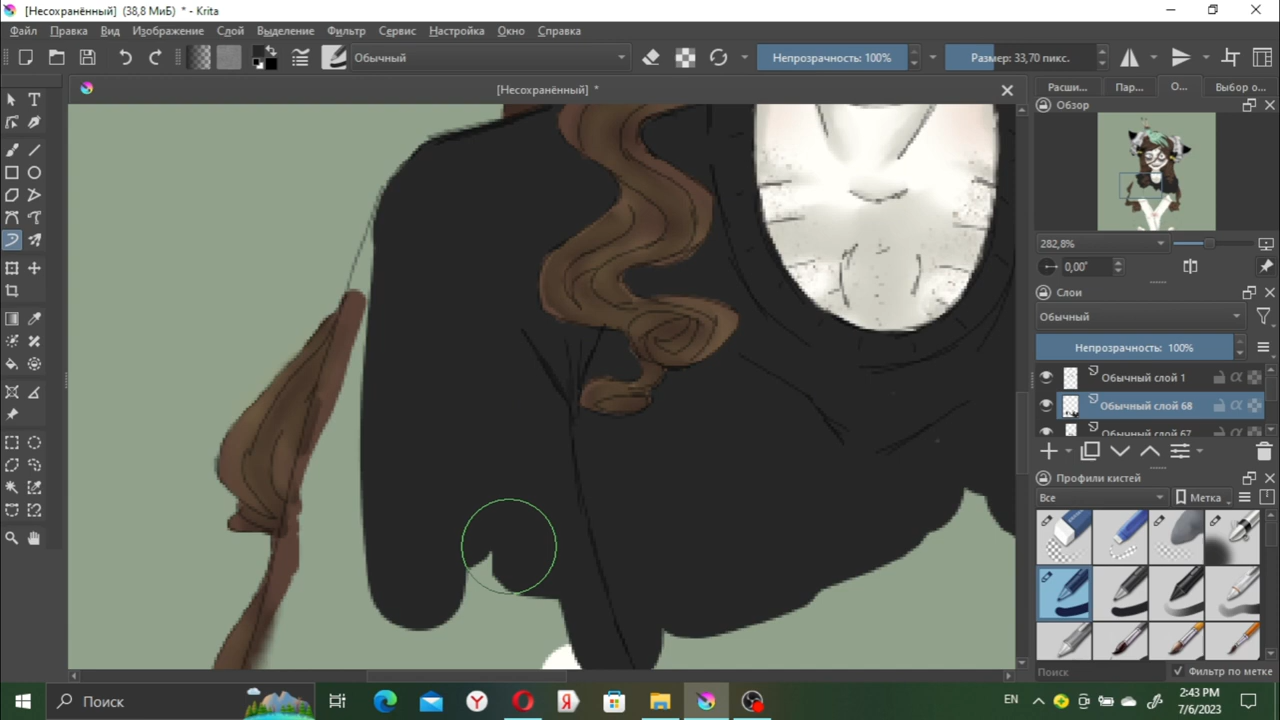 [Несохранённый] (38,8 МиБ) * - Krita
Файл Правка Вид Изображение Слой Выделение Фильтр Сервис Настройка Окно Справка
Обычный Непрозрачность: 100% Размер: 33,70 пикс.
[Несохранённый] *
Расши... Пар... О... Выбор о...
Обзор
282,8%
0,00°
Слои
Обычный
Непрозрачность: 100%
Обычный слой 1
Обычный слой 68
Обычный слой 67
Профили кистей
Все Метка
Поиск Фильтр по метке
Поиск EN 2:43 PM
7/6/2023